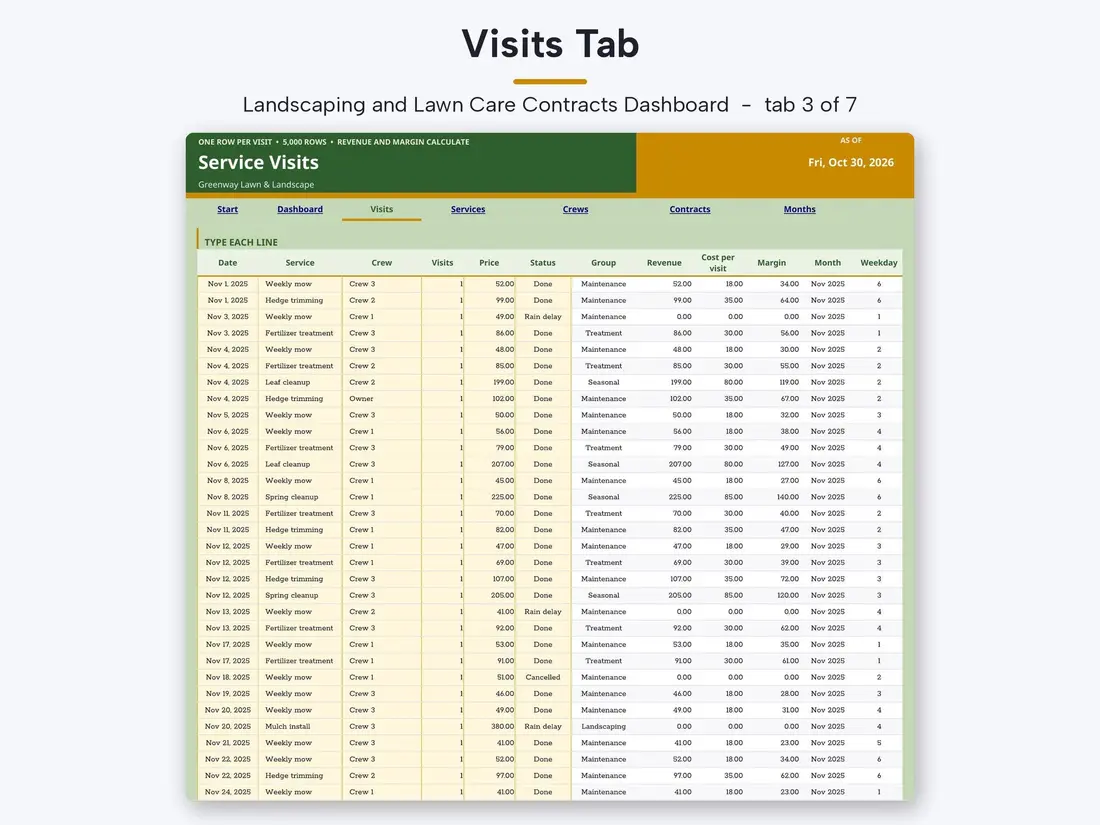 Visits Tab
Landscaping and Lawn Care Contracts Dashboard - tab 3 of 7
ONE ROW PER VISIT • 5,000 ROWS • REVENUE AND MARGIN CALCULATE
AS OF
Service Visits
Fri, Oct 30, 2026
Greenway Lawn & Landscape
Start Dashboard Visits Services Crews Contracts Months
TYPE EACH LINE
Date Service Crew Visits Price Status Group Revenue Cost per visit Margin Month Weekday
Nov 1, 2025 Weekly mow Crew 3 1 52.00 Done Maintenance 52.00 18.00 34.00 Nov 2025 6
Nov 1, 2025 Hedge trimming Crew 2 1 99.00 Done Maintenance 99.00 35.00 64.00 Nov 2025 6
Nov 3, 2025 Weekly mow Crew 1 1 49.00 Rain delay Maintenance 0.00 0.00 0.00 Nov 2025 1
Nov 3, 2025 Fertilizer treatment Crew 3 1 86.00 Done Treatment 86.00 30.00 56.00 Nov 2025 1
Nov 4, 2025 Weekly mow Crew 3 1 48.00 Done Maintenance 48.00 18.00 30.00 Nov 2025 2
Nov 4, 2025 Fertilizer treatment Crew 2 1 85.00 Done Treatment 85.00 30.00 55.00 Nov 2025 2
Nov 4, 2025 Leaf cleanup Crew 2 1 199.00 Done Seasonal 199.00 80.00 119.00 Nov 2025 2
Nov 4, 2025 Hedge trimming Owner 1 102.00 Done Maintenance 102.00 35.00 67.00 Nov 2025 2
Nov 5, 2025 Weekly mow Crew 3 1 50.00 Done Maintenance 50.00 18.00 32.00 Nov 2025 3
Nov 6, 2025 Weekly mow Crew 1 1 56.00 Done Maintenance 56.00 18.00 38.00 Nov 2025 4
Nov 6, 2025 Fertilizer treatment Crew 3 1 79.00 Done Treatment 79.00 30.00 49.00 Nov 2025 4
Nov 6, 2025 Leaf cleanup Crew 3 1 207.00 Done Seasonal 207.00 80.00 127.00 Nov 2025 4
Nov 8, 2025 Weekly mow Crew 1 1 45.00 Done Maintenance 45.00 18.00 27.00 Nov 2025 6
Nov 8, 2025 Spring cleanup Crew 1 1 225.00 Done Seasonal 225.00 85.00 140.00 Nov 2025 6
Nov 11, 2025 Fertilizer treatment Crew 3 1 70.00 Done Treatment 70.00 30.00 40.00 Nov 2025 2
Nov 11, 2025 Hedge trimming Crew 1 1 82.00 Done Maintenance 82.00 35.00 47.00 Nov 2025 2
Nov 12, 2025 Weekly mow Crew 1 1 47.00 Done Maintenance 47.00 18.00 29.00 Nov 2025 3
Nov 12, 2025 Fertilizer treatment Crew 1 1 69.00 Done Treatment 69.00 30.00 39.00 Nov 2025 3
Nov 12, 2025 Hedge trimming Crew 3 1 107.00 Done Maintenance 107.00 35.00 72.00 Nov 2025 3
Nov 12, 2025 Spring cleanup Crew 3 1 205.00 Done Seasonal 205.00 85.00 120.00 Nov 2025 3
Nov 13, 2025 Weekly mow Crew 2 1 41.00 Rain delay Maintenance 0.00 0.00 0.00 Nov 2025 4
Nov 13, 2025 Fertilizer treatment Crew 3 1 92.00 Done Treatment 92.00 30.00 62.00 Nov 2025 4
Nov 17, 2025 Weekly mow Crew 1 1 53.00 Done Maintenance 53.00 18.00 35.00 Nov 2025 1
Nov 17, 2025 Fertilizer treatment Crew 1 1 91.00 Done Treatment 91.00 30.00 61.00 Nov 2025 1
Nov 18, 2025 Weekly mow Crew 1 1 51.00 Cancelled Maintenance 0.00 0.00 0.00 Nov 2025 2
Nov 19, 2025 Weekly mow Crew 3 1 46.00 Done Maintenance 46.00 18.00 28.00 Nov 2025 3
Nov 20, 2025 Weekly mow Crew 3 1 49.00 Done Maintenance 49.00 18.00 31.00 Nov 2025 4
Nov 20, 2025 Mulch install Crew 3 1 380.00 Rain delay Landscaping 0.00 0.00 0.00 Nov 2025 4
Nov 21, 2025 Weekly mow Crew 3 1 41.00 Done Maintenance 41.00 18.00 23.00 Nov 2025 5
Nov 22, 2025 Weekly mow Crew 3 1 52.00 Done Maintenance 52.00 18.00 34.00 Nov 2025 6
Nov 22, 2025 Hedge trimming Crew 2 1 97.00 Done Maintenance 97.00 35.00 62.00 Nov 2025 6
Nov 24, 2025 Weekly mow Crew 1 1 41.00 Done Maintenance 41.00 18.00 23.00 Nov 2025 1